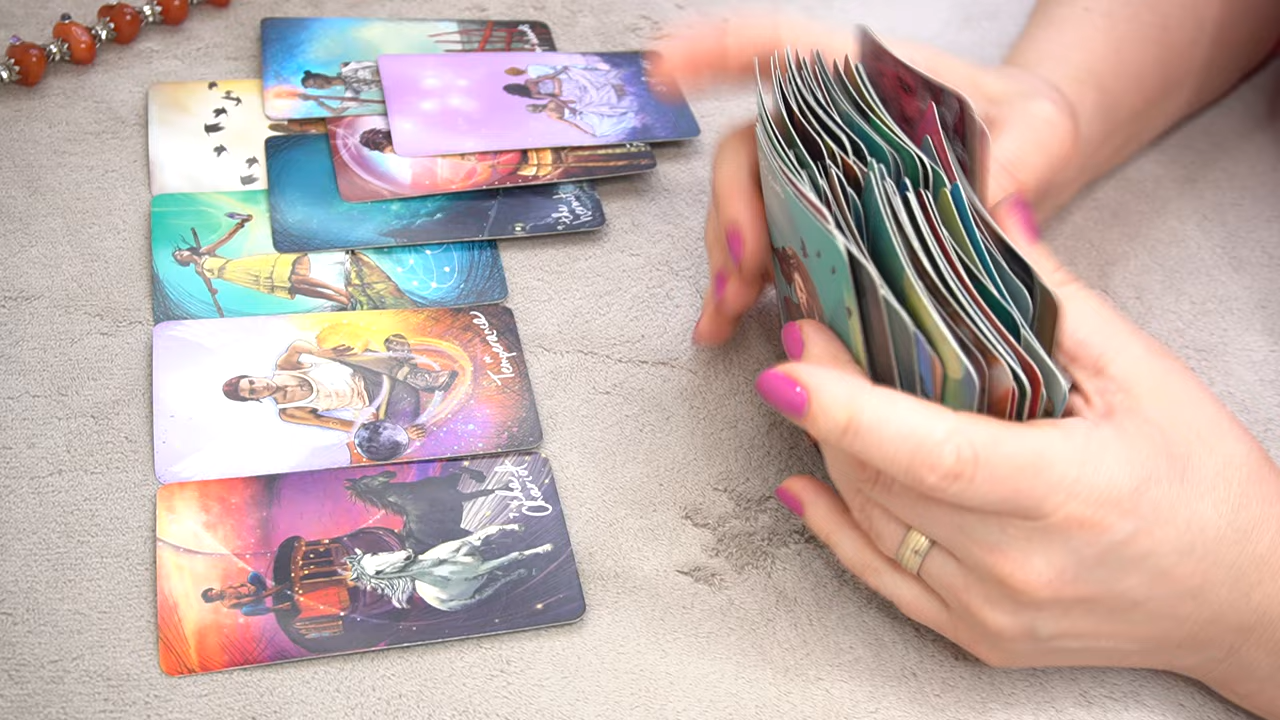 the
hermit
Temperance
the
Chariot